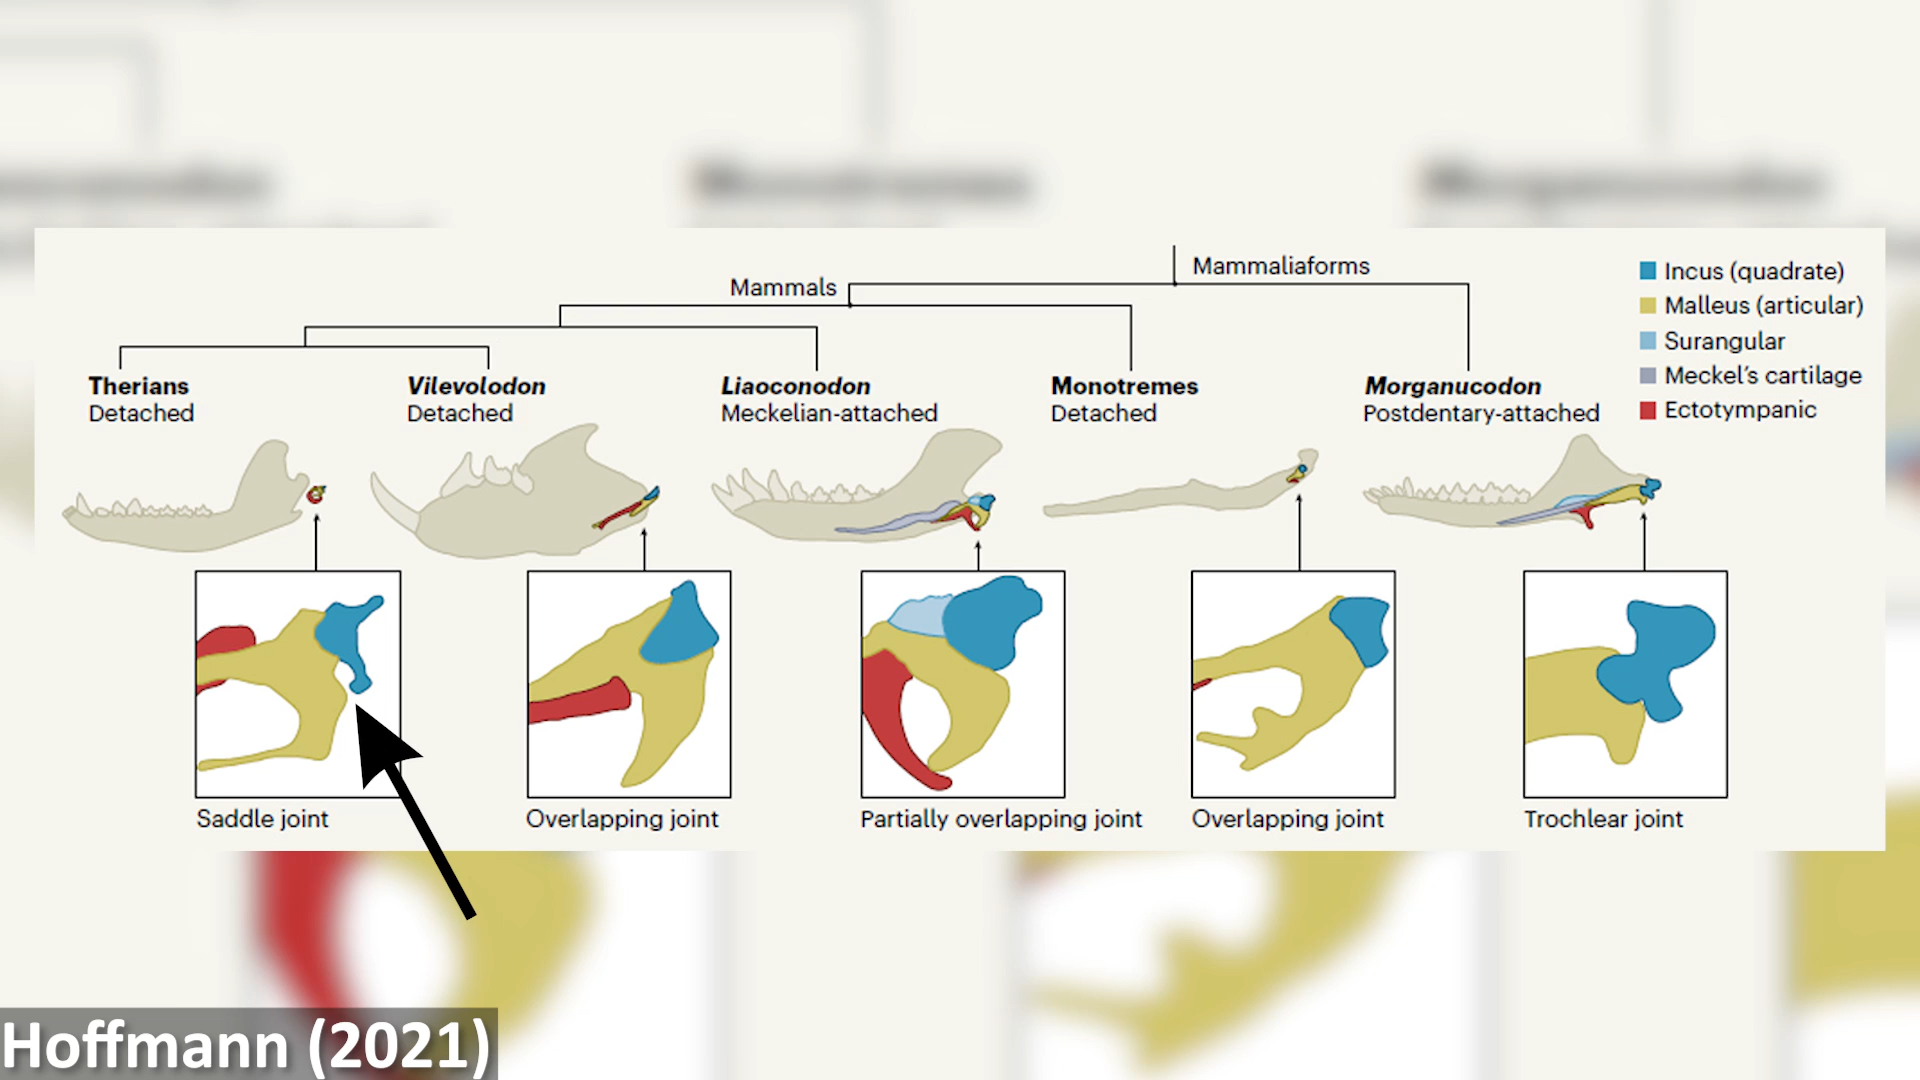 Mammaliaforms
Mammals
Incus (quadrate)
Malleus (articular)
Surangular
Meckel's cartilage
Ectotympanic
Therians
Detached
Vilevolodon
Detached
Liaoconodon
Meckelian-attached
Monotremes
Detached
Morganucodon
Postdentary-attached
Saddle joint
Overlapping joint
Partially overlapping joint
Overlapping joint
Trochlear joint
Hoffmann (2021)